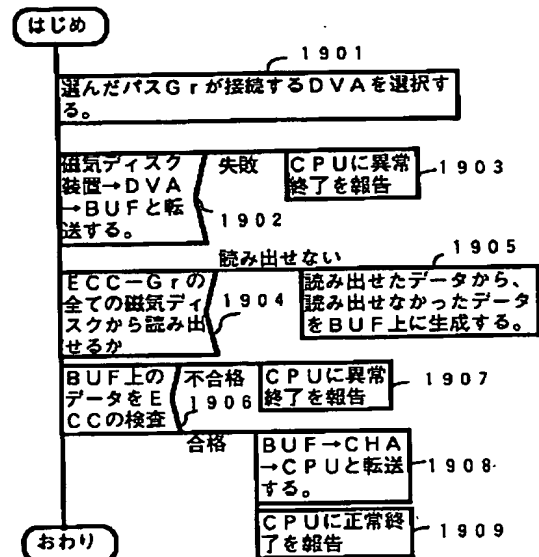 はじめ
1901
選んだパスGrが接続するDVAを選択す
る。
磁気ディスク
装置→DVA
→BUFと転
送する。
失敗
1902
CPUに異常
終了を報告
1903
読み出せない
1905
ECC-Grの
全ての磁気ディ
スクから読み出
せるか
1904
読み出せたデータから、
読み出せなかったデータ
をBUF上に生成する。
BUF上の
データをE
CCの検査
不合格
1906
合格
CPUに異常
終了を報告
1907
BUF→CHA
→CPUと転送
する。
1908
CPUに正常終
了を報告
1909
おわり